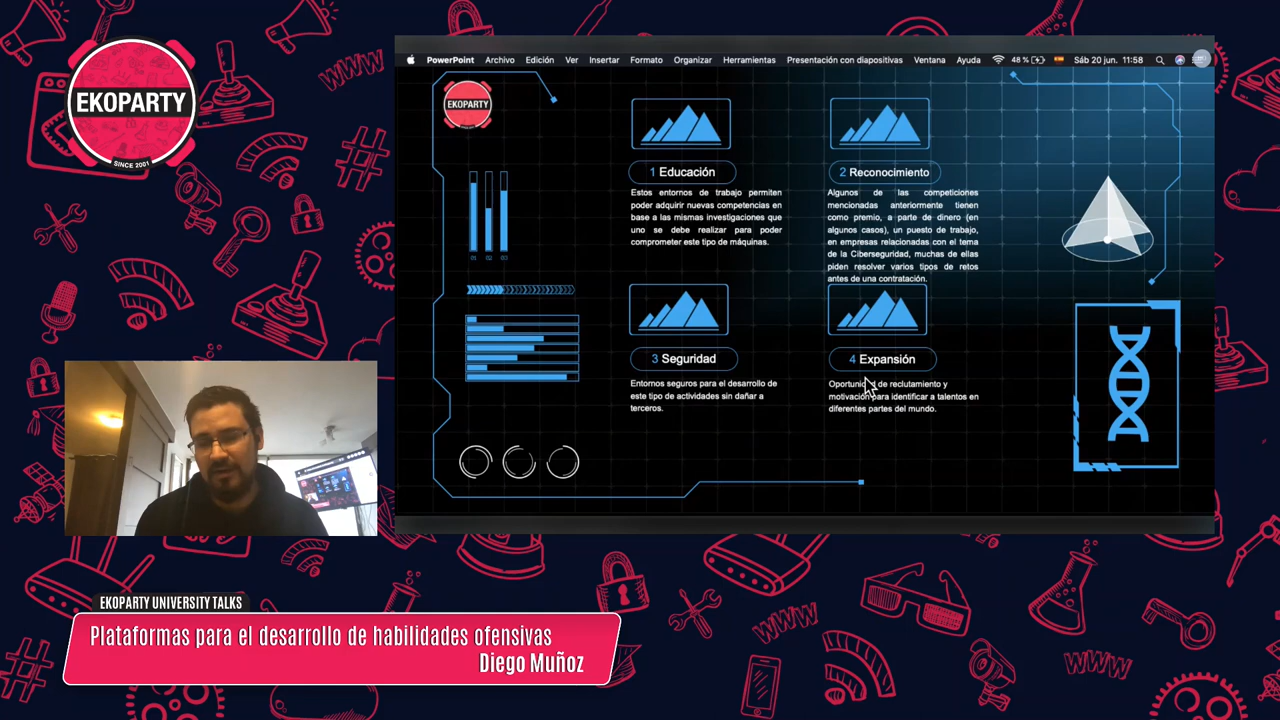 EKOPARTY
SINCE 2001
PowerPoint Archivo Edición Ver Insertar Formato Organizar Herramientas Presentación con diapositivas Ventana Ayuda 48 % Sáb 20 jun. 11:58
EKOPARTY
1 Educación
Estos entornos de trabajo permiten
poder adquirir nuevas competencias en
base a las mismas investigaciones que
uno se debe realizar para poder
comprometer este tipo de máquinas.
2 Reconocimiento
Algunos de las competiciones
mencionadas anteriormente tienen
como premio, a parte de dinero (en
algunos casos), un puesto de trabajo,
en empresas relacionadas con el tema
de la Ciberseguridad, muchas de ellas
piden resolver varios tipos de retos
antes de una contratación.
01 02 03
3 Seguridad
Entornos seguros para el desarrollo de
este tipo de actividades sin dañar a
terceros.
4 Expansión
de reclutamiento y
para identificar a talentos en
diferentes partes del mundo.
EKOPARTY UNIVERSITY TALKS
Plataformas para el desarrollo de habilidades ofensivas
Diego Muñoz
WWW
WWW
WWW